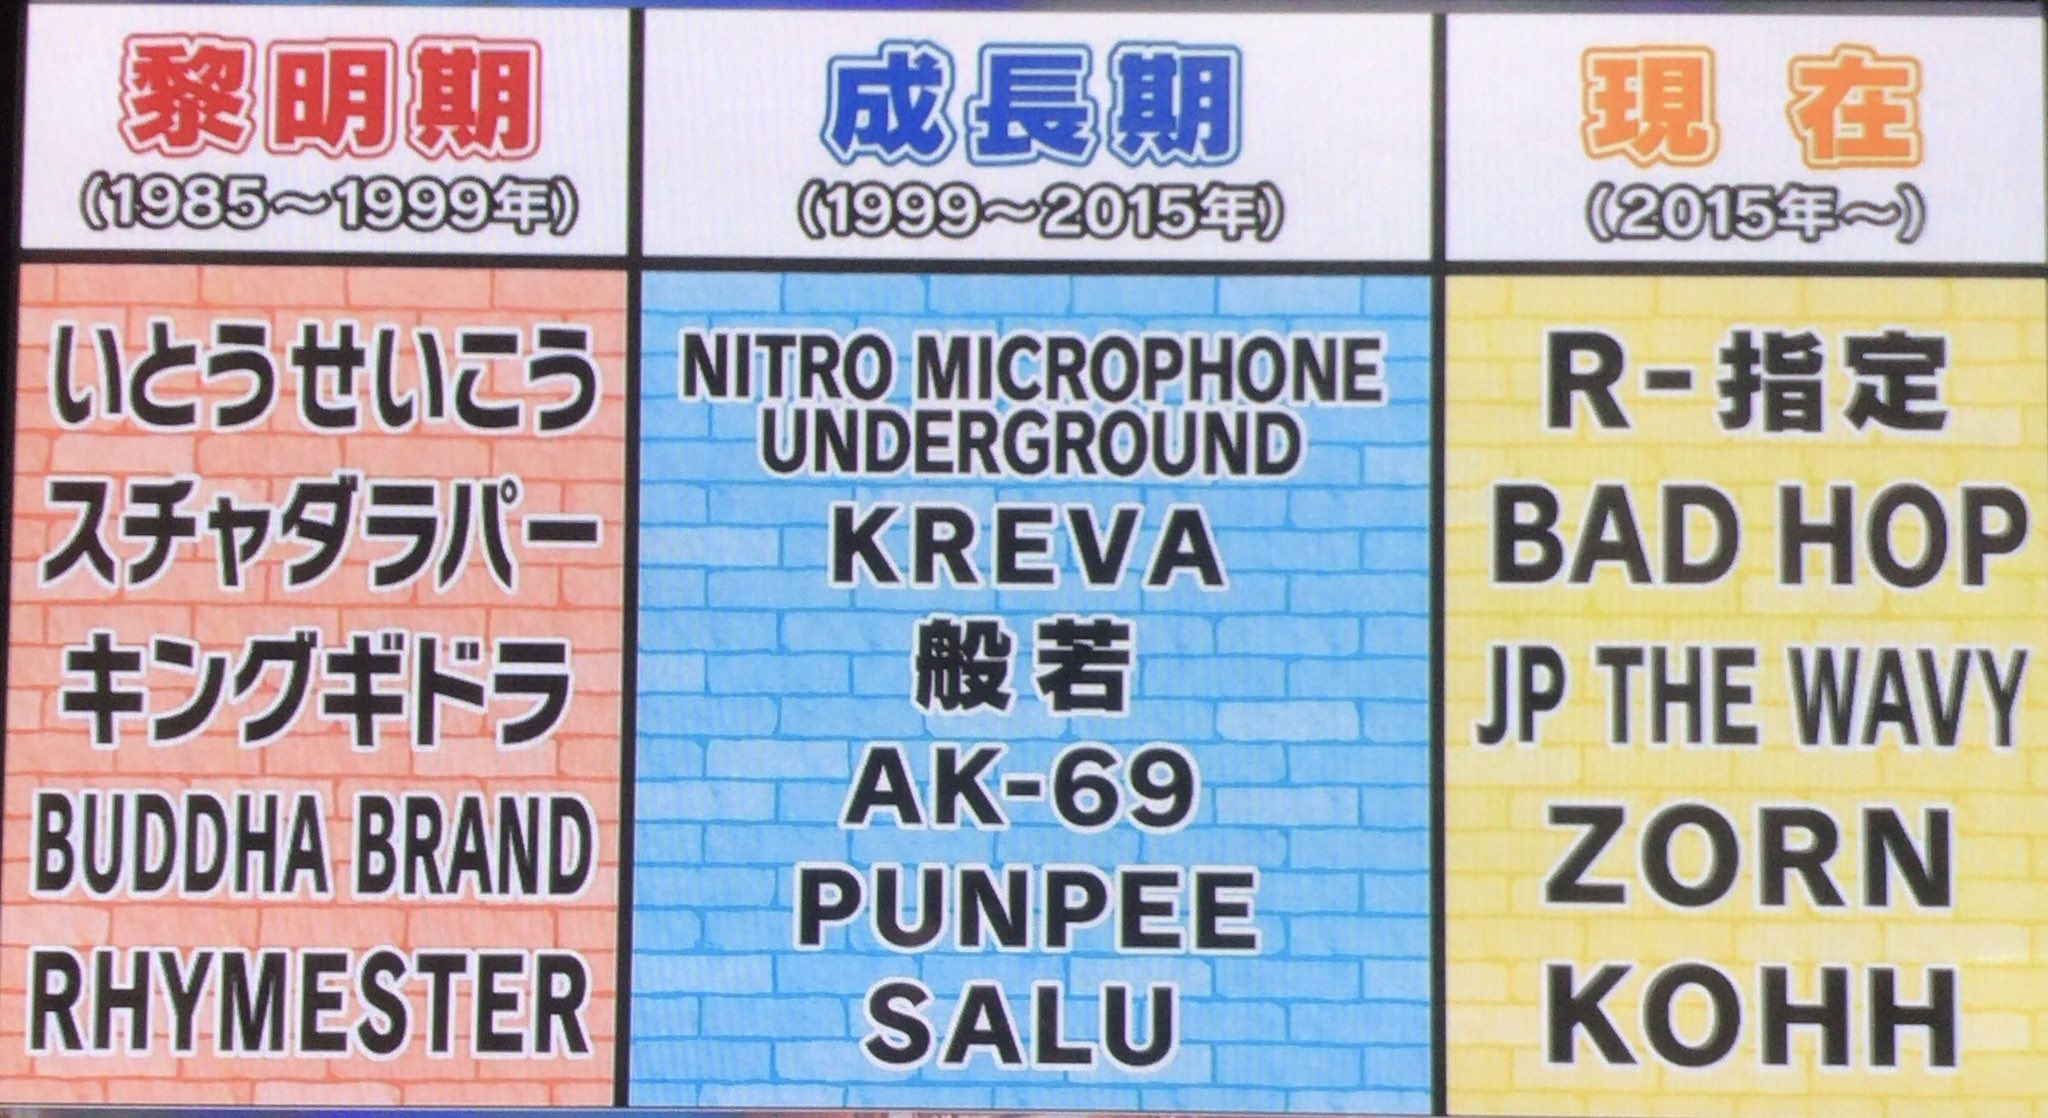 黎明期
(1985〜1999年)
いとうせいこう
スチャダラパー
キングギドラ
BUDDHA BRAND
RHYMESTER
成長期
(1999〜2015年)
NITRO MICROPHONE
UNDERGROUND
KREVA
般若
AK-69
PUNPEE
SALU
現在
(2015年〜)
R-指定
BAD HOP
JP THE WAVY
ZORN
KOHH